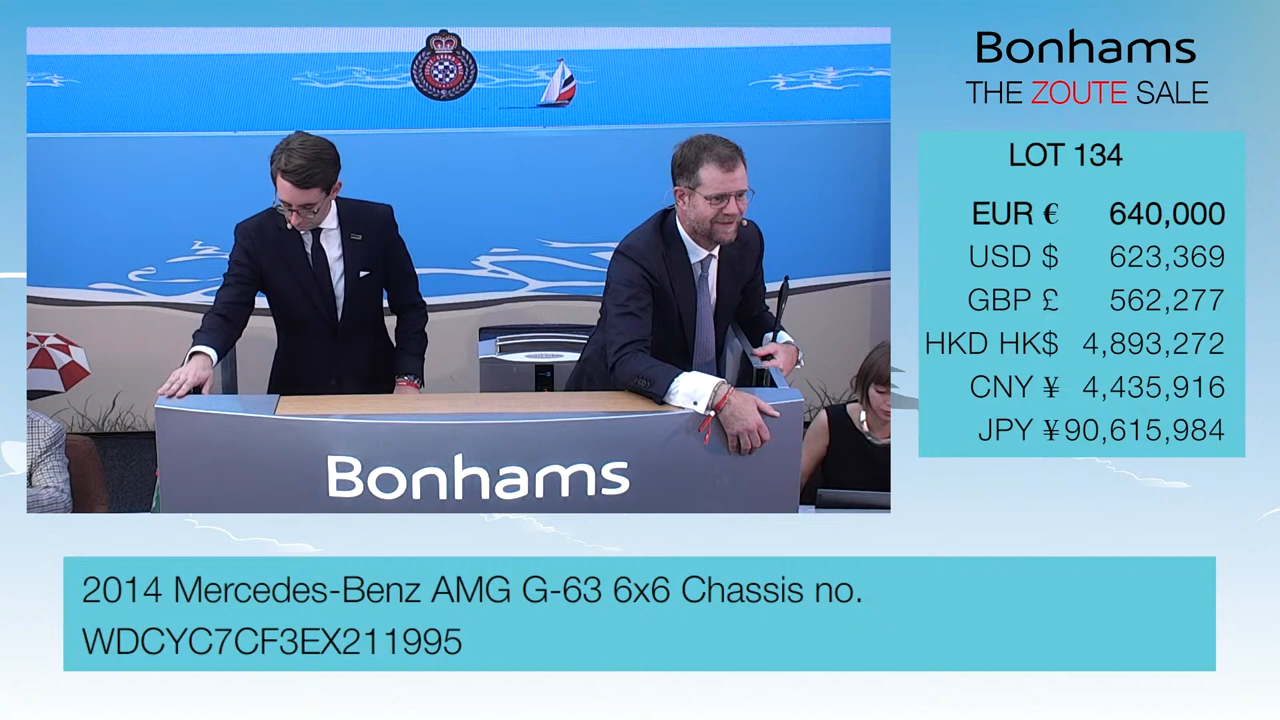 Bonhams
THE ZOUTE SALE
LOT 134
EUR € 640,000
USD $ 623,369
GBP £ 562,277
HKD HK$ 4,893,272
CNY ¥ 4,435,916
JPY ¥90,615,984
Bonhams
2014 Mercedes-Benz AMG G-63 6x6 Chassis no.
WDCYC7CF3EX211995